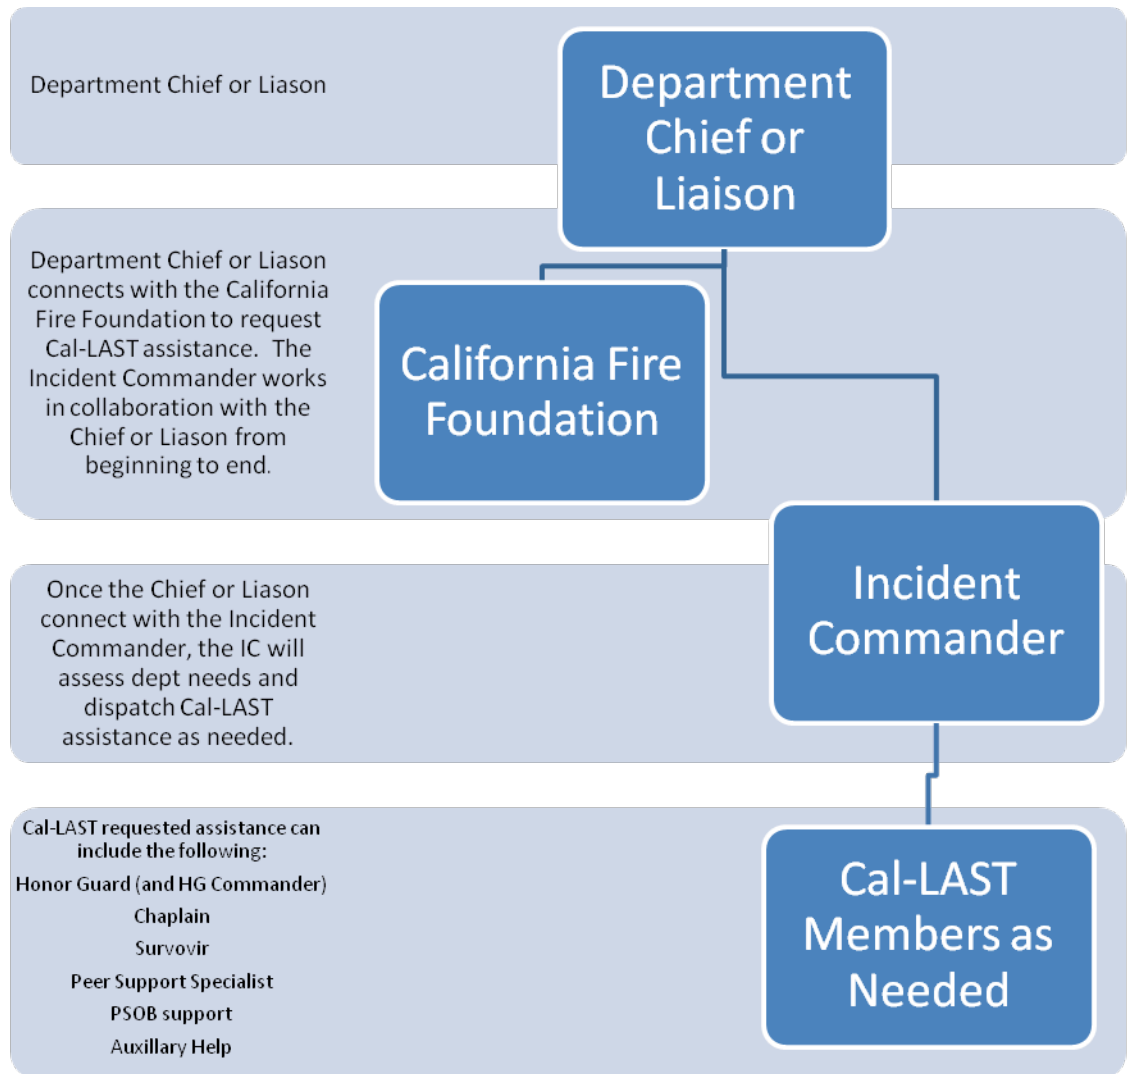 Department Chief or Liason
Department
Chief or
Liaison
Department Chief or Liason
connects with the California
Fire Foundation to request
Cal-LAST assistance.  The
Incident Commander works
in collaboration with the
Chief or Liason from
beginning to end.
California Fire
Foundation
Once the Chief or Liason
connect with the Incident
Commander, the IC will
assess dept needs and
dispatch Cal-LAST
assistance as needed.
Incident
Commander
Cal-LAST requested assistance can
include the following:
Honor Guard (and HG Commander)
Chaplain
Survovir
Peer Support Specialist
PSOB support
Auxillary Help
Cal-LAST
Members as
Needed